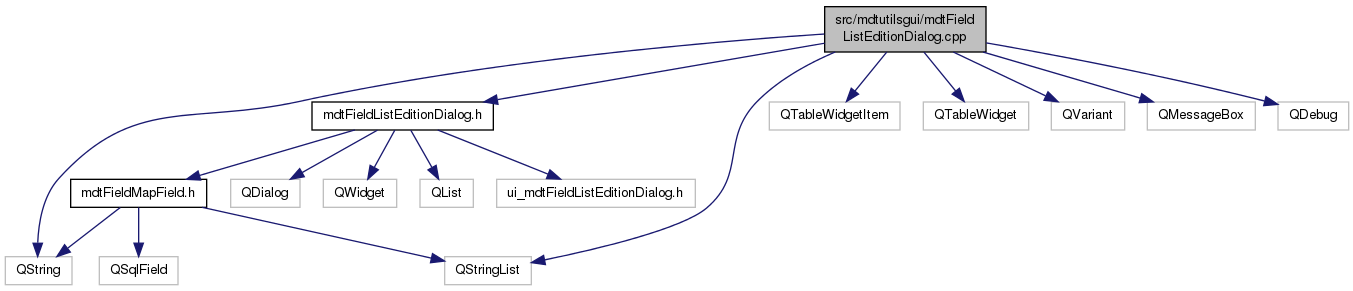 src/mdtutilsgui/mdtField
ListEditionDialog.cpp
mdtFieldListEditionDialog.h
QTableWidgetItem
QTableWidget
QVariant
QMessageBox
QDebug
mdtFieldMapField.h
QDialog
QWidget
QList
ui_mdtFieldListEditionDialog.h
QString
QSqlField
QStringList